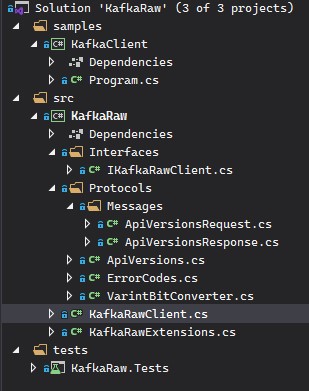 Solution 'KafkaRaw' (3 of 3 projects)
samples
C# KafkaClient
Dependencies
C# Program.cs
src
C# KafkaRaw
Dependencies
Interfaces
C# IKafkaRawClient.cs
Protocols
Messages
C# ApiVersionsRequest.cs
C# ApiVersionsResponse.cs
C# ApiVersions.cs
C# ErrorCodes.cs
C# VarintBitConverter.cs
C# KafkaRawClient.cs
C# KafkaRawExtensions.cs
tests
KafkaRaw.Tests